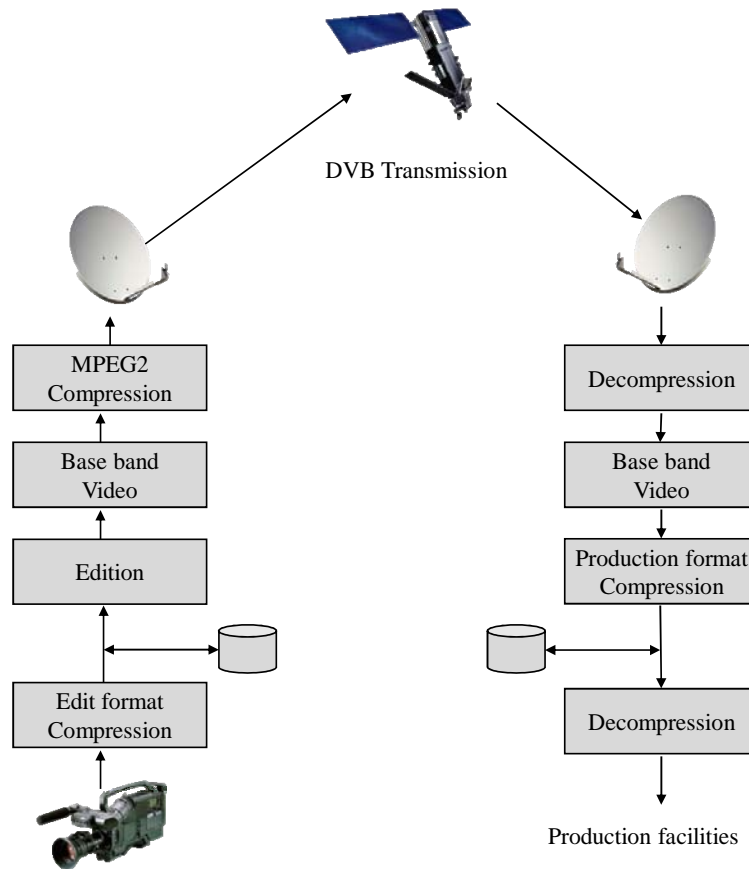 DVB Transmission
MPEG2
Compression
Base band
Video
Edition
Edit format
Compression
Decompression
Base band
Video
Production format
Compression
Decompression
Production facilities